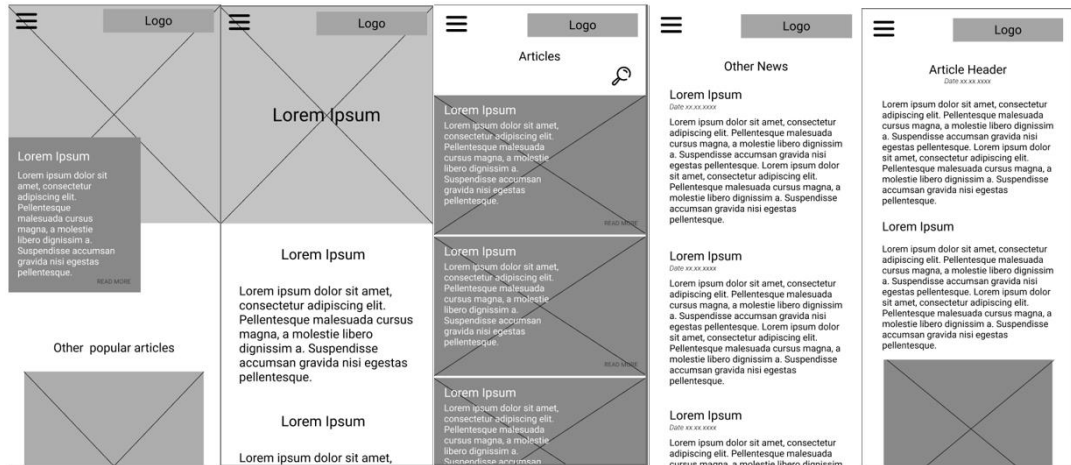 Logo
Lorem Ipsum
Lorem ipsum dolor sit
amet, consectetur
adipiscing elit.
Pellentesque
malesuada cursus
magna, a molestie
libero dignissim a.
Suspendisse accumsan
gravida nisi egestas
pellentesque.
READ MORE
Other popular articles
Logo
Lorem Ipsum
Lorem Ipsum
Lorem ipsum dolor sit amet,
consectetur adipiscing elit.
Pellentesque malesuada cursus
magna, a molestie libero
dignissim a. Suspendisse
accumsan gravida nisi egestas
pellentesque.
Lorem Ipsum
Lorem ipsum dolor sit amet,
Logo
Articles
Lorem Ipsum
Lorem ipsum dolor sit amet,
consectetur adipiscing elit.
Pellentesque malesuada
cursus magna, a molestie
libero dignissim a.
Suspendisse accumsan
gravida nisi egestas
pellentesque.
READ MORE
Lorem Ipsum
Lorem ipsum dolor sit amet,
consectetur adipiscing elit.
Pellentesque malesuada
cursus magna, a molestie
libero dignissim a.
Suspendisse accumsan
gravida nisi egestas
pellentesque.
READ MORE
Lorem Ipsum
Lorem ipsum dolor sit amet,
consectetur adipiscing elit.
Pellentesque malesuada
cursus magna, a molestie
libero dignissim a.
Suspendisse accumsan
Logo
Other News
Lorem Ipsum
Date xx.xx.xxxx
Lorem ipsum dolor sit amet, consectetur
adipiscing elit. Pellentesque malesuada
cursus magna, a molestie libero dignissim
a. Suspendisse accumsan gravida nisi
egestas pellentesque. Lorem ipsum dolor
sit amet, consectetur adipiscing elit.
Pellentesque malesuada cursus magna, a
molestie libero dignissim a. Suspendisse
accumsan gravida nisi egestas
pellentesque.
Lorem Ipsum
Date xx.xx.xxxx
Lorem ipsum dolor sit amet, consectetur
adipiscing elit. Pellentesque malesuada
cursus magna, a molestie libero dignissim
a. Suspendisse accumsan gravida nisi
egestas pellentesque. Lorem ipsum dolor
sit amet, consectetur adipiscing elit.
Pellentesque malesuada cursus magna, a
molestie libero dignissim a. Suspendisse
accumsan gravida nisi egestas
pellentesque.
Lorem Ipsum
Date xx.xx.xxxx
Lorem ipsum dolor sit amet, consectetur
adipiscing elit. Pellentesque malesuada
cursus magna, a molestie libero dignissim
Logo
Article Header
Date xx.xx.xxxx
Lorem ipsum dolor sit amet, consectetur
adipiscing elit. Pellentesque malesuada
cursus magna, a molestie libero dignissim
a. Suspendisse accumsan gravida nisi
egestas pellentesque. Lorem ipsum dolor
sit amet, consectetur adipiscing elit.
Pellentesque malesuada cursus magna, a
molestie libero dignissim a. Suspendisse
accumsan gravida nisi egestas
pellentesque.
Lorem Ipsum
Lorem ipsum dolor sit amet, consectetur
adipiscing elit. Pellentesque malesuada
cursus magna, a molestie libero dignissim
a. Suspendisse accumsan gravida nisi
egestas pellentesque. Lorem ipsum dolor
sit amet, consectetur adipiscing elit.
Pellentesque malesuada cursus magna, a
molestie libero dignissim a. Suspendisse
accumsan gravida nisi egestas
pellentesque.